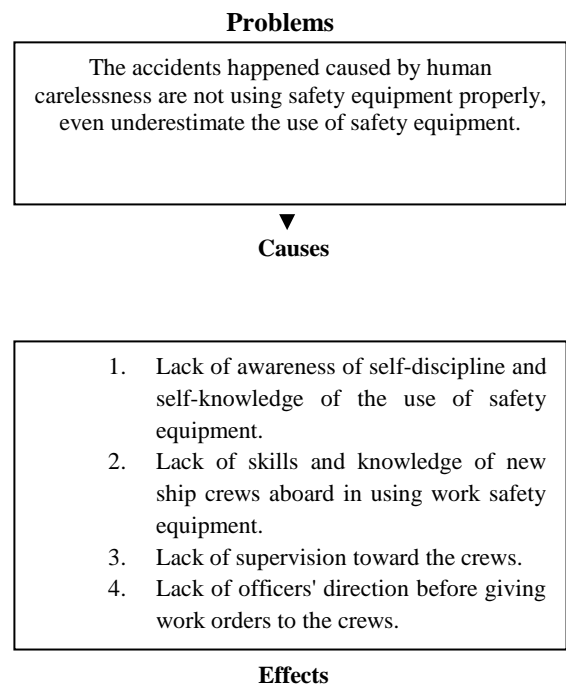 Problems
The accidents happened caused by human
carelessness are not using safety equipment properly,
even underestimate the use of safety equipment.
▼
Causes
1. Lack of awareness of self-discipline and
self-knowledge of the use of safety
equipment.
2. Lack of skills and knowledge of new
ship crews aboard in using work safety
equipment.
3. Lack of supervision toward the crews.
4. Lack of officers' direction before giving
work orders to the crews.
Effects